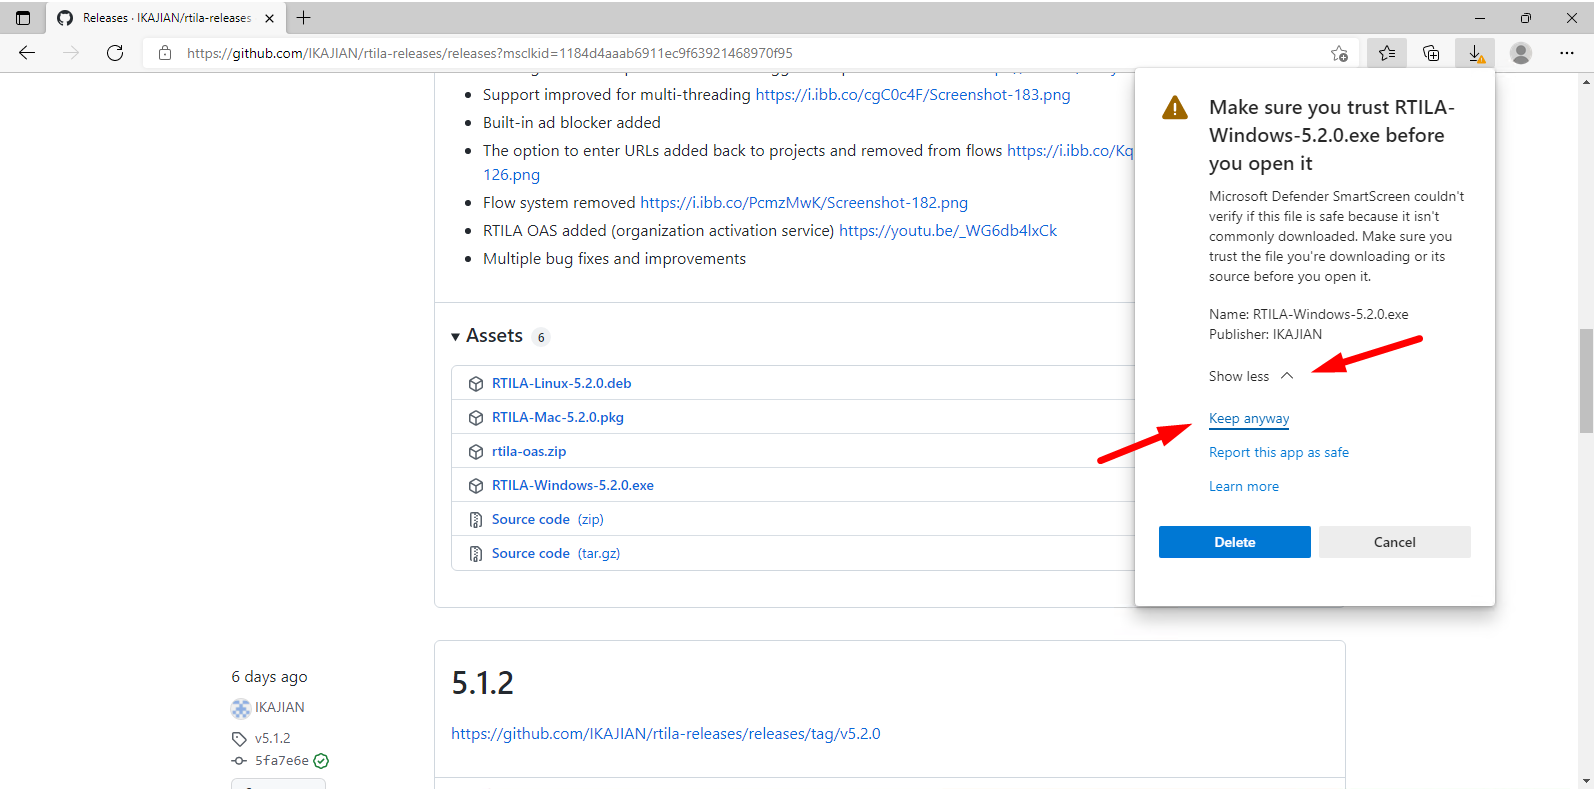 Releases · IKAJIAN/rtila-releases
https://github.com/IKAJIAN/rtila-releases/releases?msclkid=1184d4aaab6911ec9f63921468970f95
Support improved for multi-threading https://i.ibb.co/cgC0c4F/Screenshot-183.png
Built-in ad blocker added
The option to enter URLs added back to projects and removed from flows https://i.ibb.co/Kq
126.png
Flow system removed https://i.ibb.co/PcmzMwK/Screenshot-182.png
RTILA OAS added (organization activation service) https://youtu.be/_WG6db4lxCk
Multiple bug fixes and improvements
Assets 6
RTILA-Linux-5.2.0.deb
RTILA-Mac-5.2.0.pkg
rtila-oas.zip
RTILA-Windows-5.2.0.exe
Source code (zip)
Source code (tar.gz)
Make sure you trust RTILA-
Windows-5.2.0.exe before
you open it
Microsoft Defender SmartScreen couldn't
verify if this file is safe because it isn't
commonly downloaded. Make sure you
trust the file you're downloading or its
source before you open it.
Name: RTILA-Windows-5.2.0.exe
Publisher: IKAJIAN
Show less
Keep anyway
Report this app as safe
Learn more
Delete
Cancel
6 days ago
IKAJIAN
v5.1.2
5fa7e6e
5.1.2
https://github.com/IKAJIAN/rtila-releases/releases/tag/v5.2.0